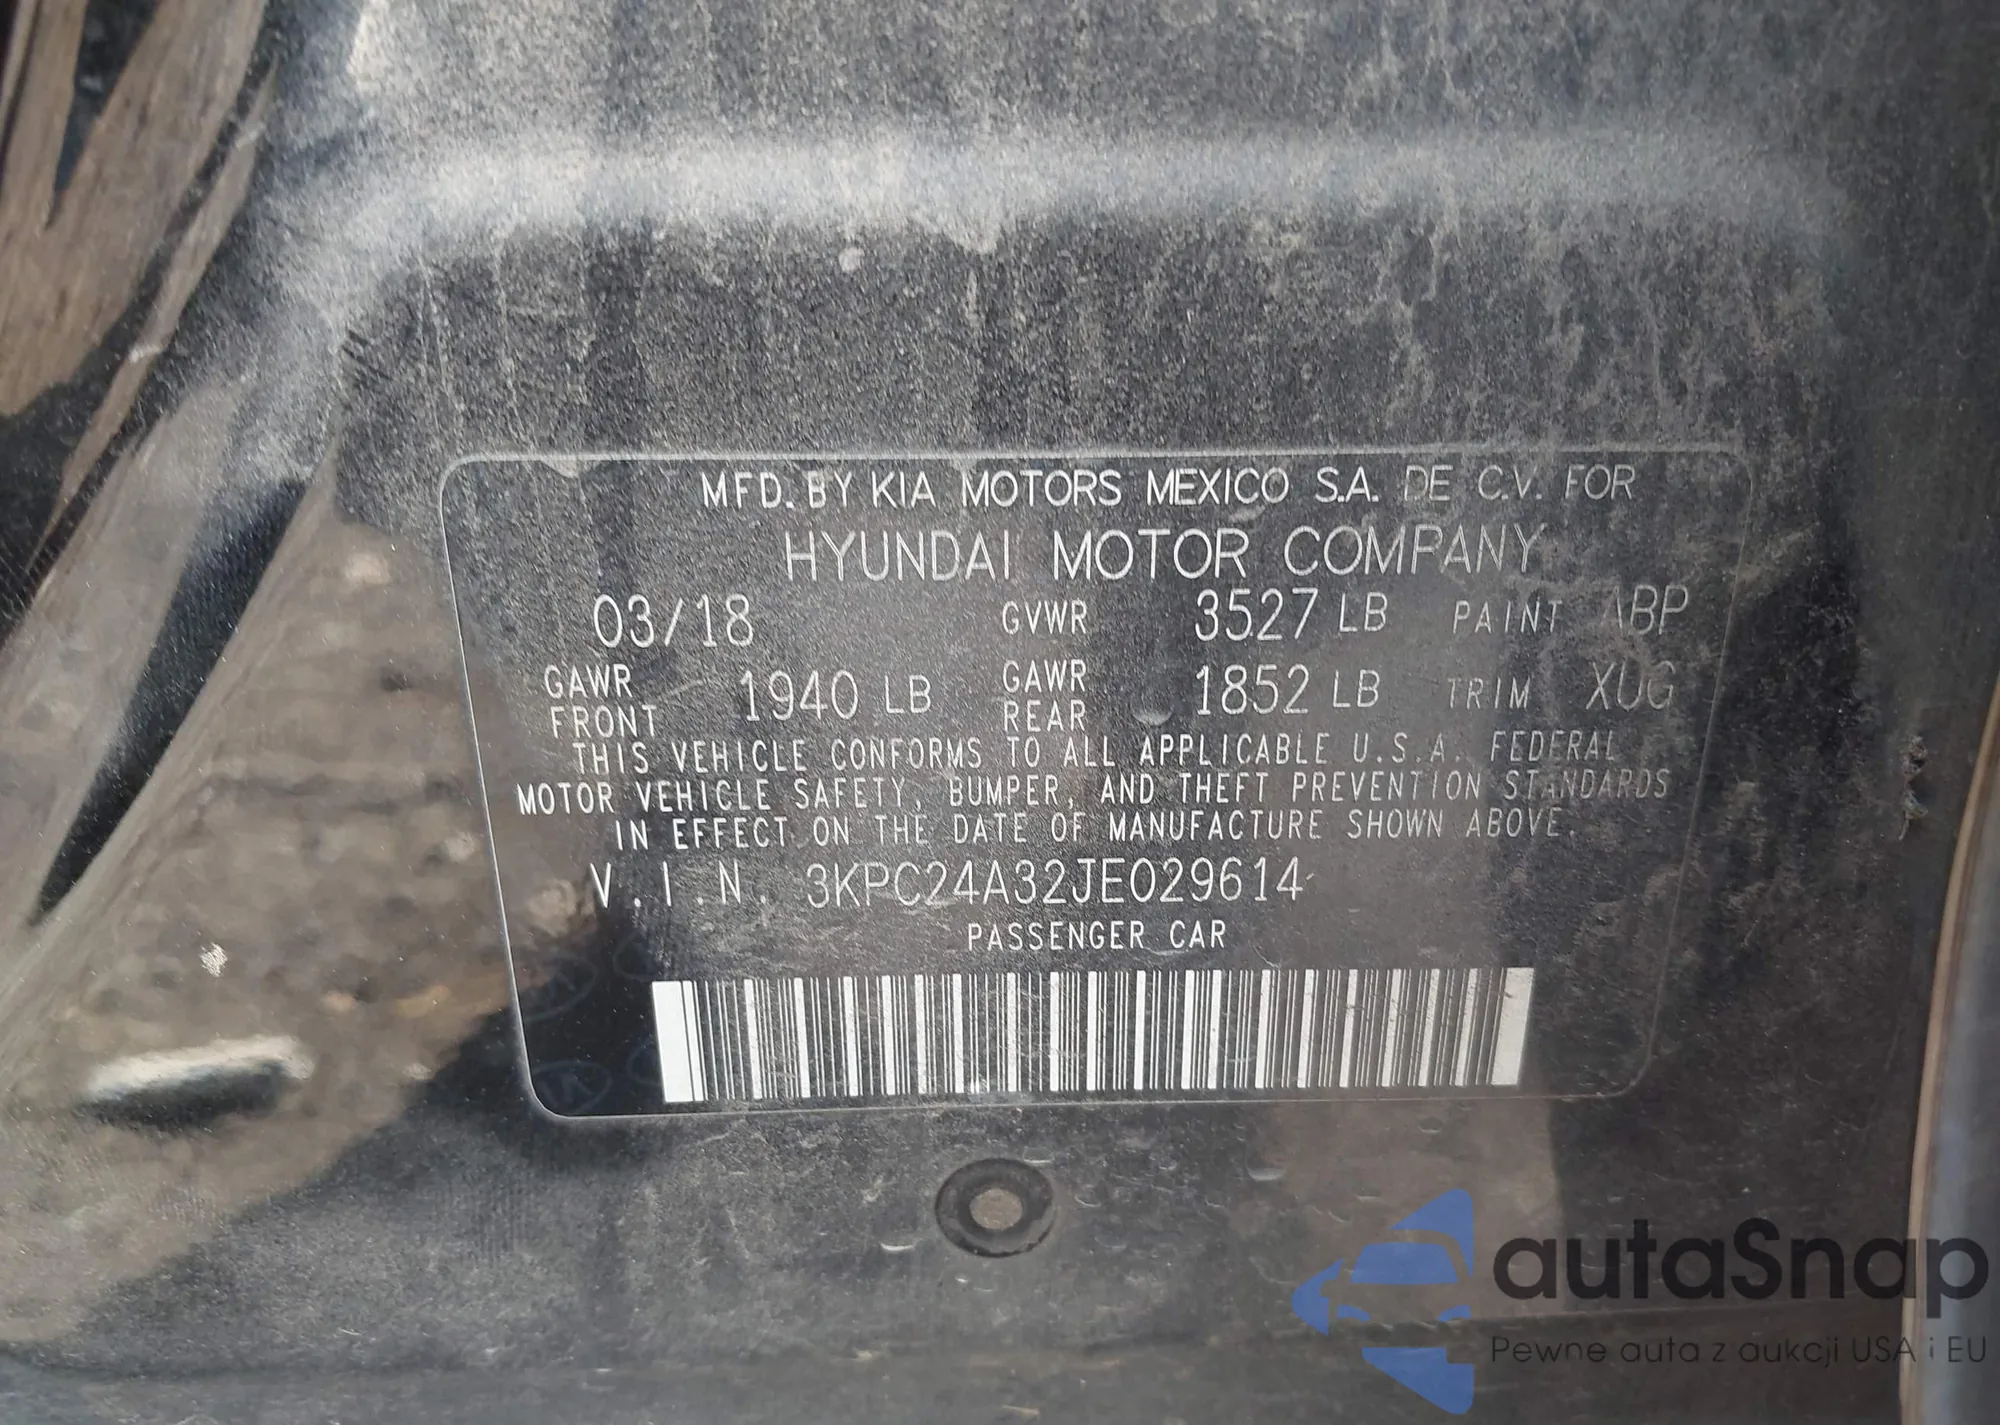 MFD. BY KIA MOTORS MEXICO S.A. DE C.V. FOR
HYUNDAI MOTOR COMPANY
03/18 GVWR 3527 LB PAINT ABP
GAWR FRONT 1940 LB GAWR REAR 1852 LB TRIM XUG
THIS VEHICLE CONFORMS TO ALL APPLICABLE U.S.A. FEDERAL
MOTOR VEHICLE SAFETY, BUMPER, AND THEFT PREVENTION STANDARDS
IN EFFECT ON THE DATE OF MANUFACTURE SHOWN ABOVE.
V.I.N. 3KPC24A32JE029614
PASSENGER CAR
autaSnap
Pewne auta z aukcji USA i EU